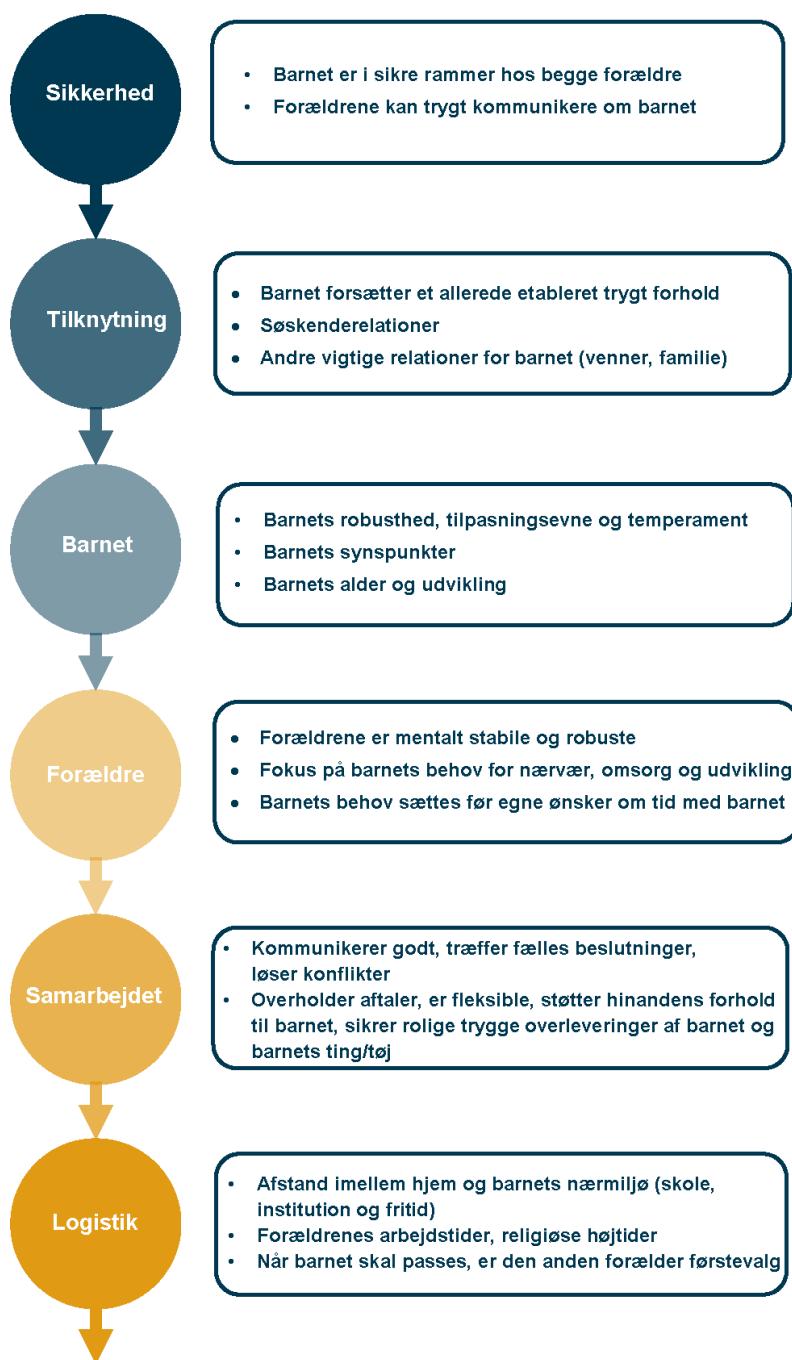 Sikkerhed
• Barnet er i sikre rammer hos begge forældre
• Forældrene kan trygt kommunikere om barnet
Tilknytning
• Barnet forsætter et allerede etableret trygt forhold
• Søskenderelationer
• Andre vigtige relationer for barnet (venner, familie)
Barnet
• Barnets robusthed, tilpasningsevne og temperament
• Barnets synspunkter
• Barnets alder og udvikling
Forældre
• Forældrene er mentalt stabile og robuste
• Fokus på barnets behov for nærvær, omsorg og udvikling
• Barnets behov sættes før egne ønsker om tid med barnet
Samarbejdet
• Kommunikerer godt, træffer fælles beslutninger,
løser konflikter
• Overholder aftaler, er fleksible, støtter hinandens forhold
til barnet, sikrer rolige trygge overleveringer af barnet og
barnets ting/tøj
Logistik
• Afstand imellem hjem og barnets nærmiljø (skole,
institution og fritid)
• Forældrenes arbejdstider, religiøse højtider
• Når barnet skal passes, er den anden forælder førstevalg